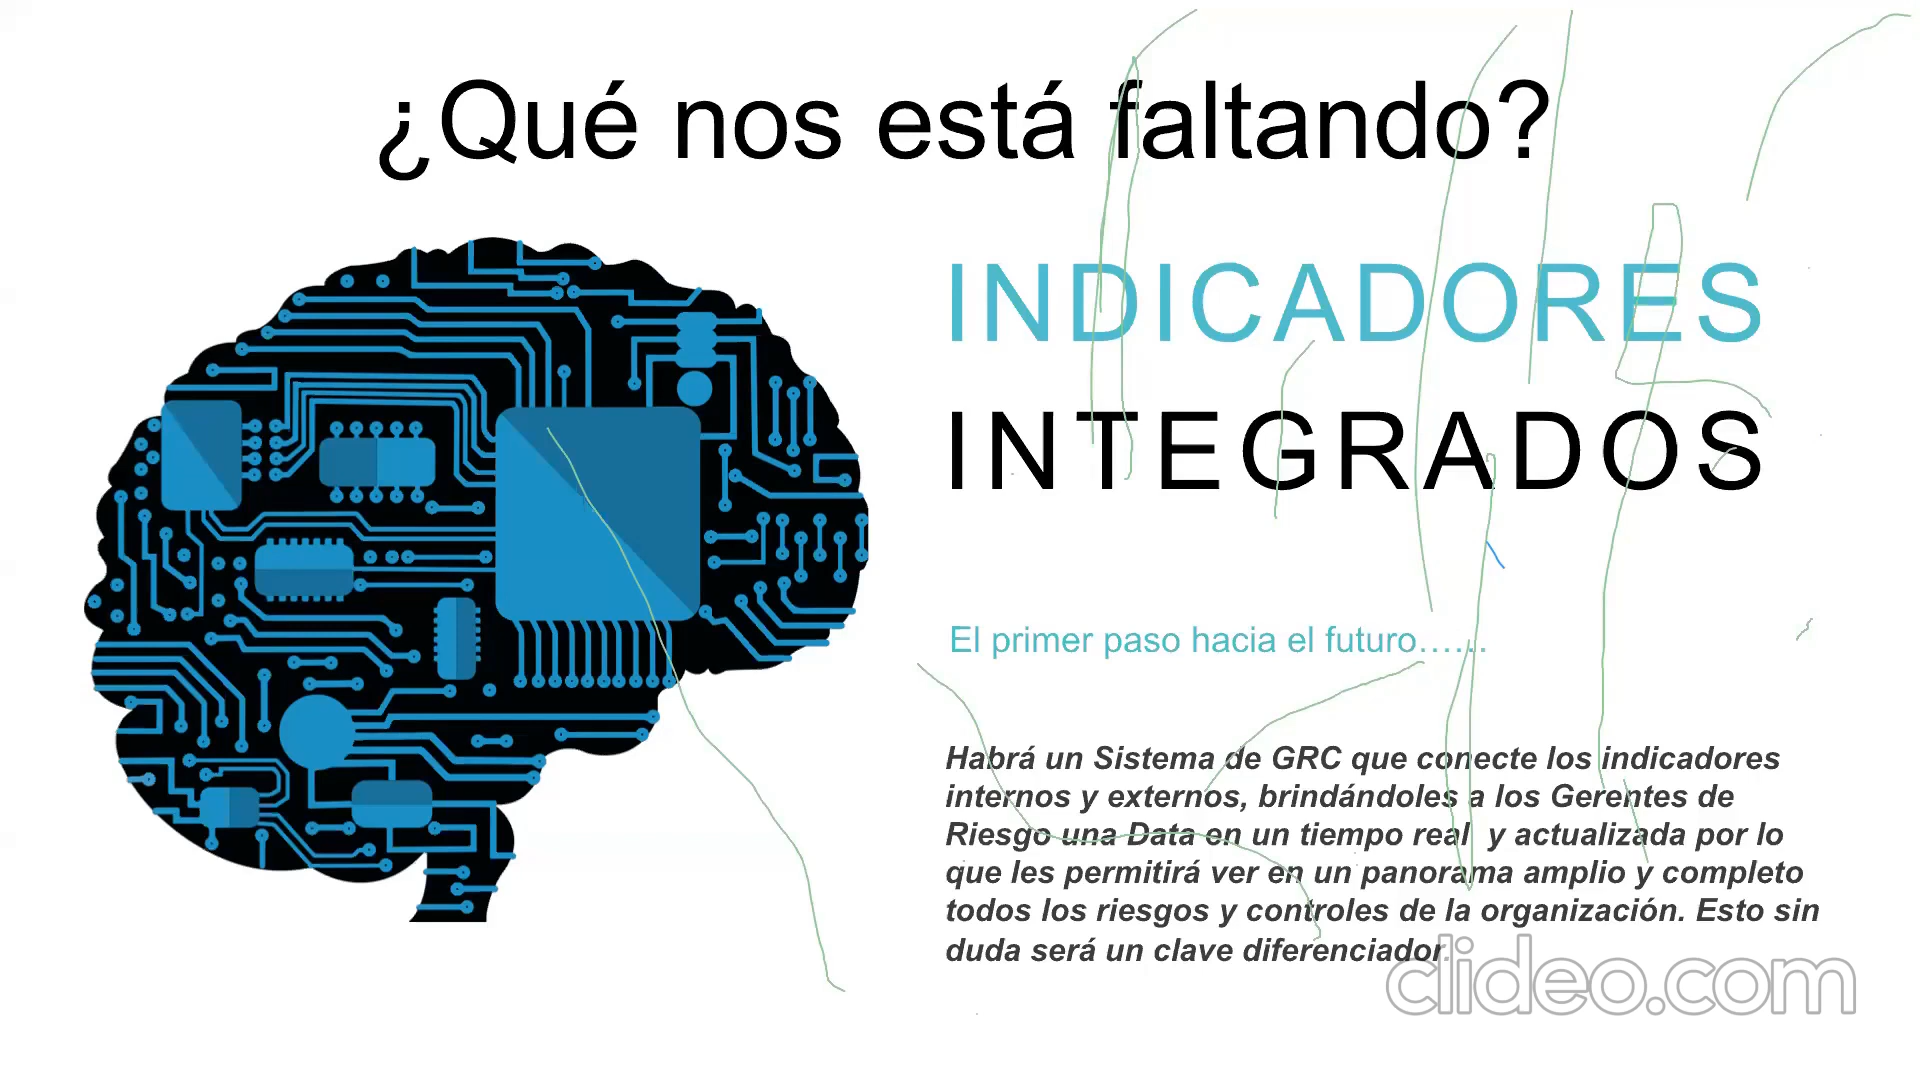 ¿Qué nos está faltando?
INDICADORES
INTEGRADOS
El primer paso hacia el futuro……
Habrá un Sistema de GRC que conecte los indicadores
internos y externos, brindándoles a los Gerentes de
Riesgo una Data en un tiempo real  y actualizada por lo
que les permitirá ver en un panorama amplio y completo
todos los riesgos y controles de la organización. Esto sin
duda será un clave diferenciador.
clideo.com